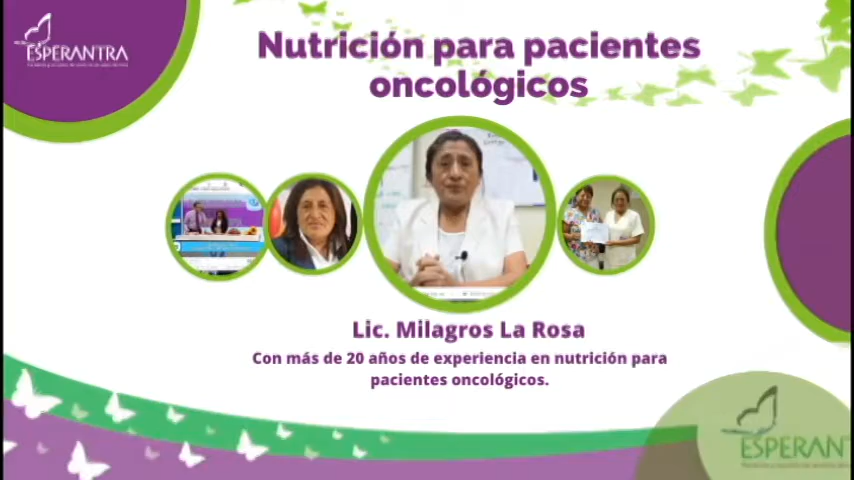 ESPERANTRA
Nutrición para pacientes
oncológicos
Lic. Milagros La Rosa
Con más de 20 años de experiencia en nutrición para
pacientes oncológicos.
ESPERANT